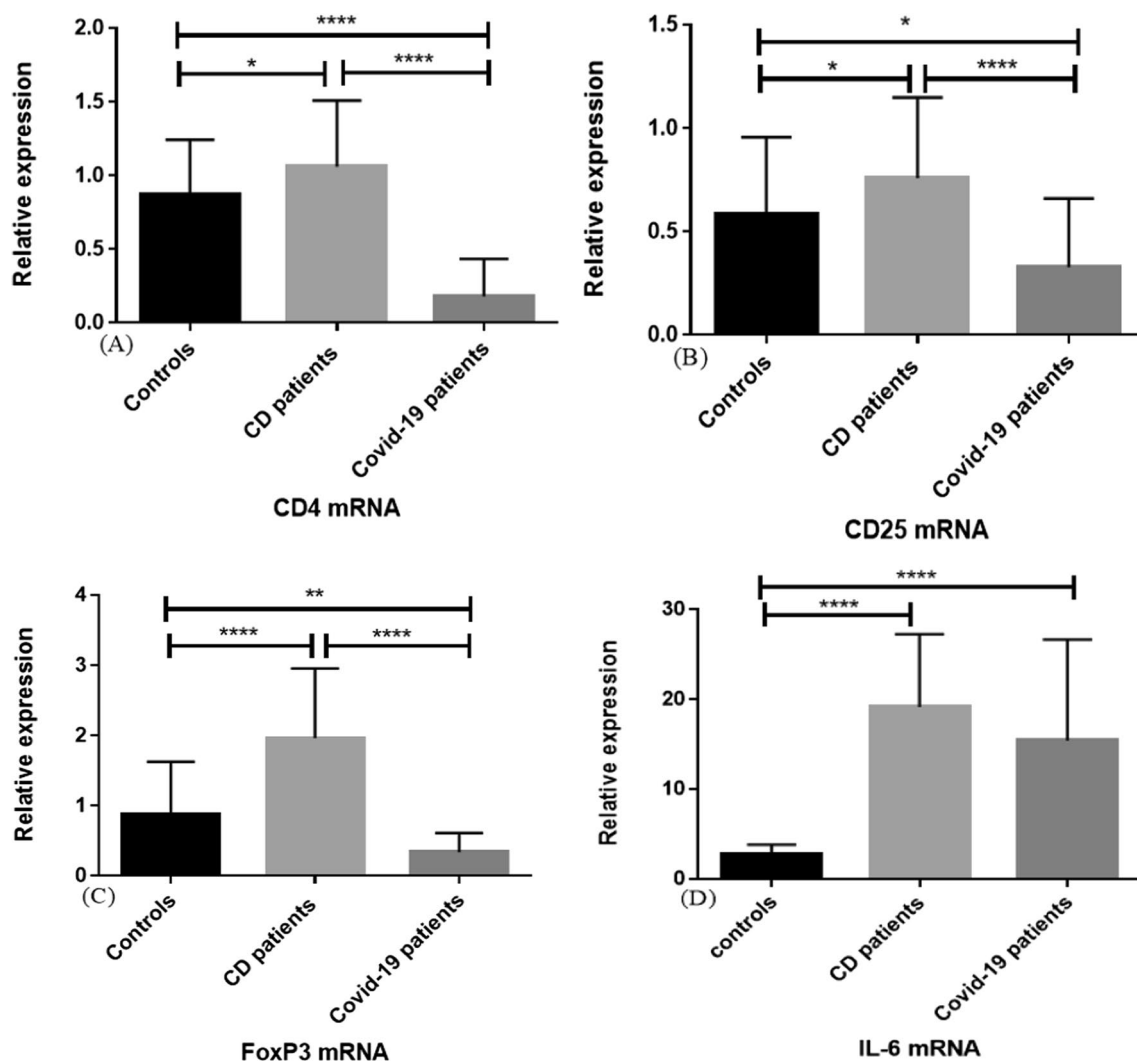 2.0
1.5
1.0
0.5
0.0
Relative expression
****
*
****
(A)
Controls
CD patients
Covid-19 patients
CD4 mRNA
1.5
1.0
0.5
0.0
Relative expression
*
*
****
(B)
Controls
CD patients
Covid-19 patients
CD25 mRNA
4
3
2
1
0
Relative expression
**
****
****
(C)
Controls
CD patients
Covid-19 patients
FoxP3 mRNA
30
20
10
0
Relative expression
****
****
(D)
controls
CD patients
Covid-19 patients
IL-6 mRNA